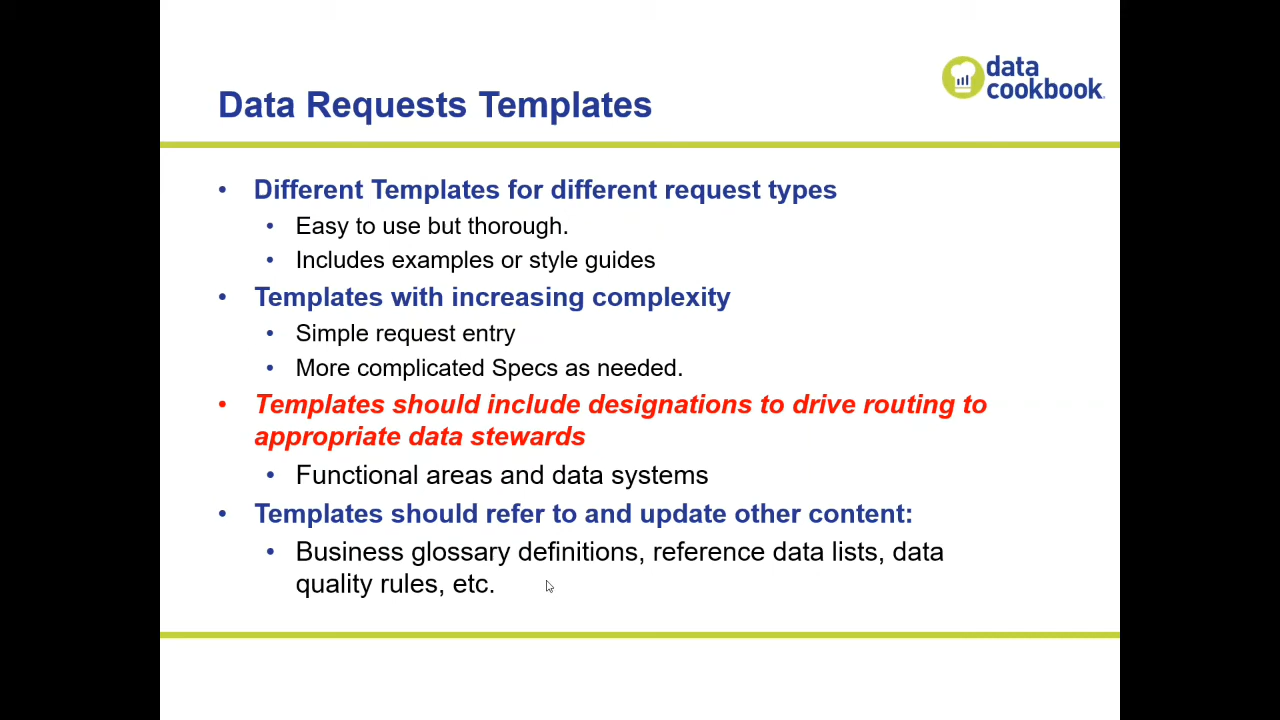 data
cookbook
Data Requests Templates
• Different Templates for different request types
• Easy to use but thorough.
• Includes examples or style guides
• Templates with increasing complexity
• Simple request entry
• More complicated Specs as needed.
• Templates should include designations to drive routing to
appropriate data stewards
• Functional areas and data systems
• Templates should refer to and update other content:
• Business glossary definitions, reference data lists, data
quality rules, etc.